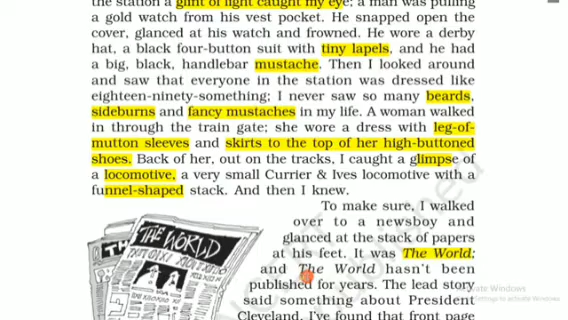 the station a glint of light caught my eye; a man was pulling
a gold watch from his vest pocket. He snapped open the
cover, glanced at his watch and frowned. He wore a derby
hat, a black four-button suit with tiny lapels, and he had
a big, black, handlebar mustache. Then I looked around
and saw that everyone in the station was dressed like
eighteen-ninety-something; I never saw so many beards,
sideburns and fancy mustaches in my life. A woman walked
in through the train gate; she wore a dress with leg-of-
mutton sleeves and skirts to the top of her high-buttoned
shoes. Back of her, out on the tracks, I caught a glimpse of
a locomotive, a very small Currier & Ives locomotive with a
funnel-shaped stack. And then I knew.
To make sure, I walked
over to a newsboy and
glanced at the stack of papers
at his feet. It was The World;
and The World hasn't been
published for years. The lead story
said something about President
Cleveland. I've found that front page
THE WORLD
Activate Windows
Settings to activate Windows.